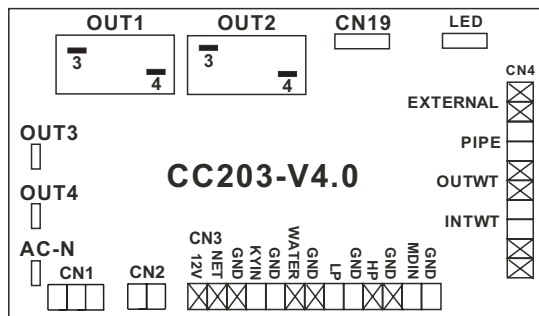 OUT1 OUT2 CN19 LED
3 4 3 4
CN4
EXTERNAL
PIPE
OUTWT
INTWT
OUT3
OUT4
AC-N
CC203-V4.0
CN1 CN2 CN3
12V NET GND KYIN GND WATER GND LP GND HP GND MDIN GND